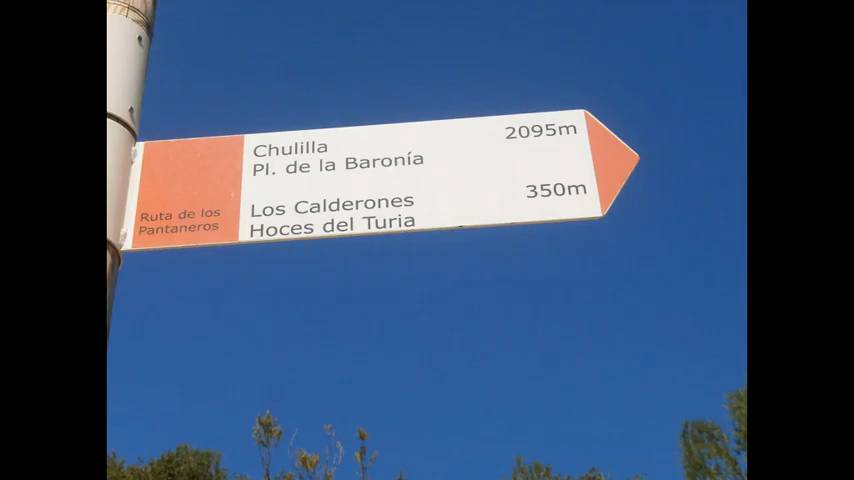 Chulilla 2095m
Pl. de la Baronía
Los Calderones 350m
Hoces del Turia
Ruta de los
Pantaneros